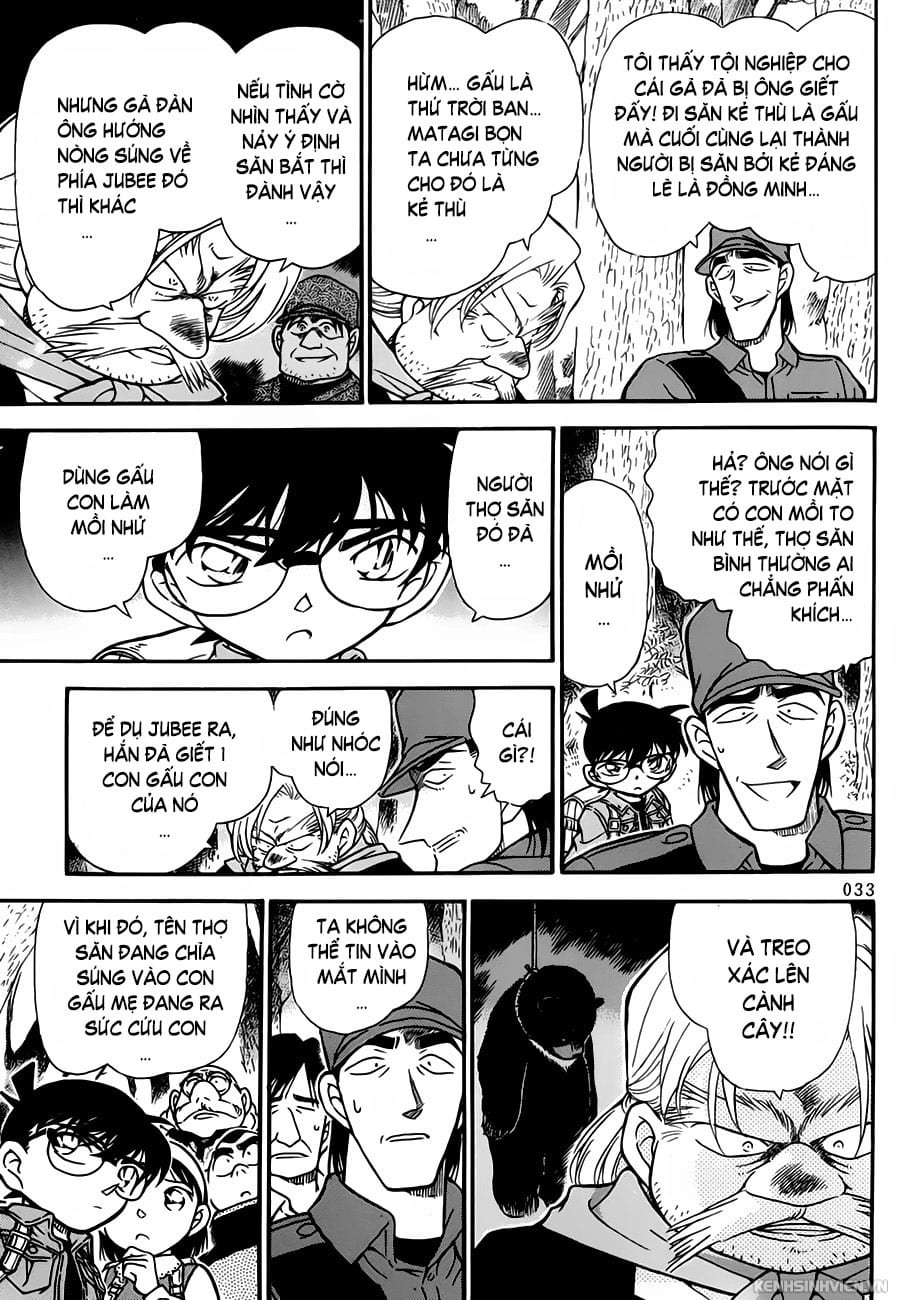 TÔI THẤY TỘI NGHIỆP CHO
CÁI GÃ ĐÃ BỊ ÔNG GIẾT
ĐẤY! ĐI SĂN KẺ THÙ LÀ GẤU
MÀ CUỐI CÙNG LẠI THÀNH
NGƯỜI BỊ SĂN BỞI KẺ ĐÁNG
LẼ LÀ ĐỒNG MINH...
HỪM... GẤU LÀ
THỨ TRỜI BAN...
MATAGI BỌN
TA CHƯA TỪNG
CHO ĐÓ LÀ
KẺ THÙ
...
NẾU TÌNH CỜ
NHÌN THẤY VÀ
NẢY Ý ĐỊNH
SĂN BẮT THÌ
ĐÀNH VẬY
...
NHƯNG GÃ ĐÀN
ÔNG HƯỚNG
NÒNG SÚNG VỀ
PHÍA JUBEE ĐÓ
THÌ KHÁC
...
HẢ? ÔNG NÓI GÌ
THẾ? TRƯỚC MẶT
CÓ CON MỒI TO
NHƯ THẾ, THỢ SĂN
BÌNH THƯỜNG AI
CHẲNG PHẤN
KHÍCH...
MỒI
NHỬ
...
NGƯỜI
THỢ SĂN
ĐÓ ĐÃ
...
DÙNG GẤU
CON LÀM
MỒI NHỬ
...
CÁI
GÌ?!
ĐÚNG
NHƯ NHÓC
NÓI...
ĐỂ DỤ JUBEE RA,
HẮN ĐÃ GIẾT 1
CON GẤU CON
CỦA NÓ
...
033
VÀ TREO
XÁC LÊN
CÀNH
CÂY!!
TA KHÔNG
THỂ TIN VÀO
MẮT MÌNH
...
VÌ KHI ĐÓ, TÊN THỢ
SĂN ĐANG CHĨA
SÚNG VÀO CON
GẤU MẸ ĐANG RA
SỨC CỨU CON
...
KENHSINHVIEN.VN